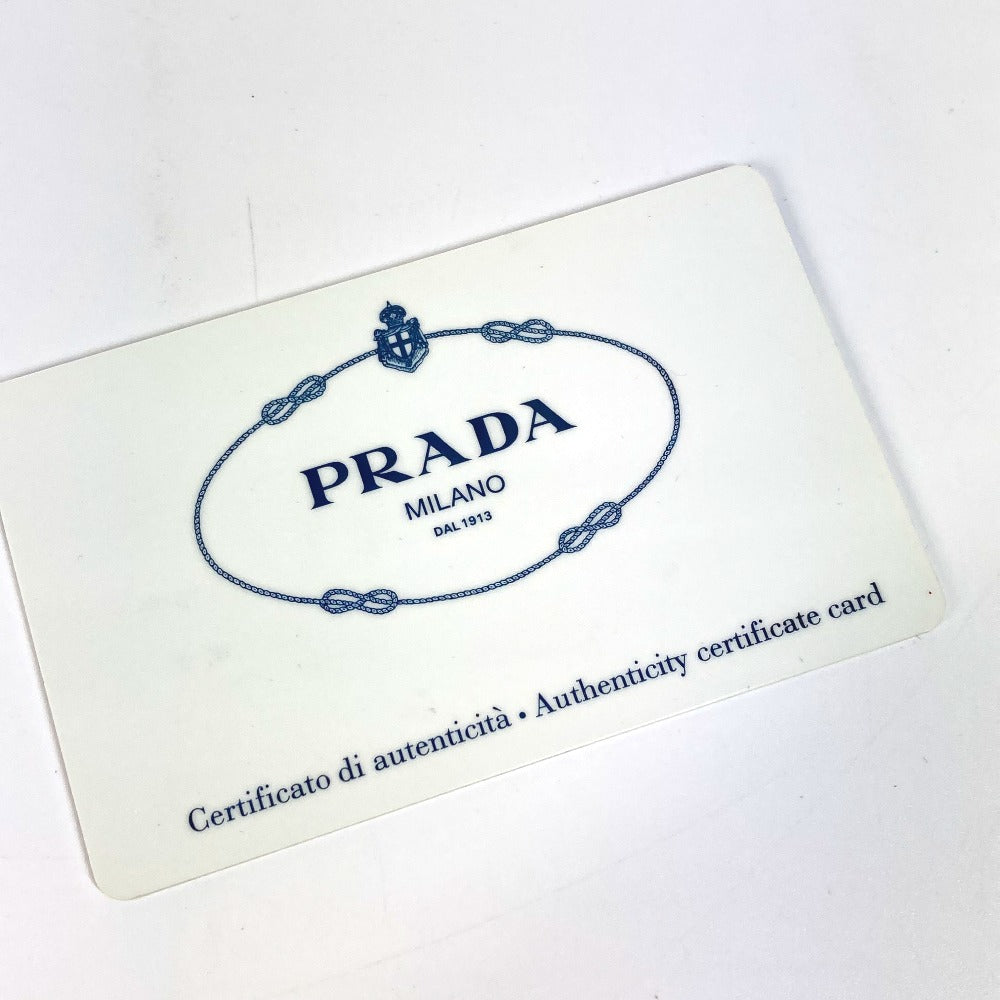 PRADA
MILANO
DAL 1913
Certificato di autenticità • Authenticity certificate card